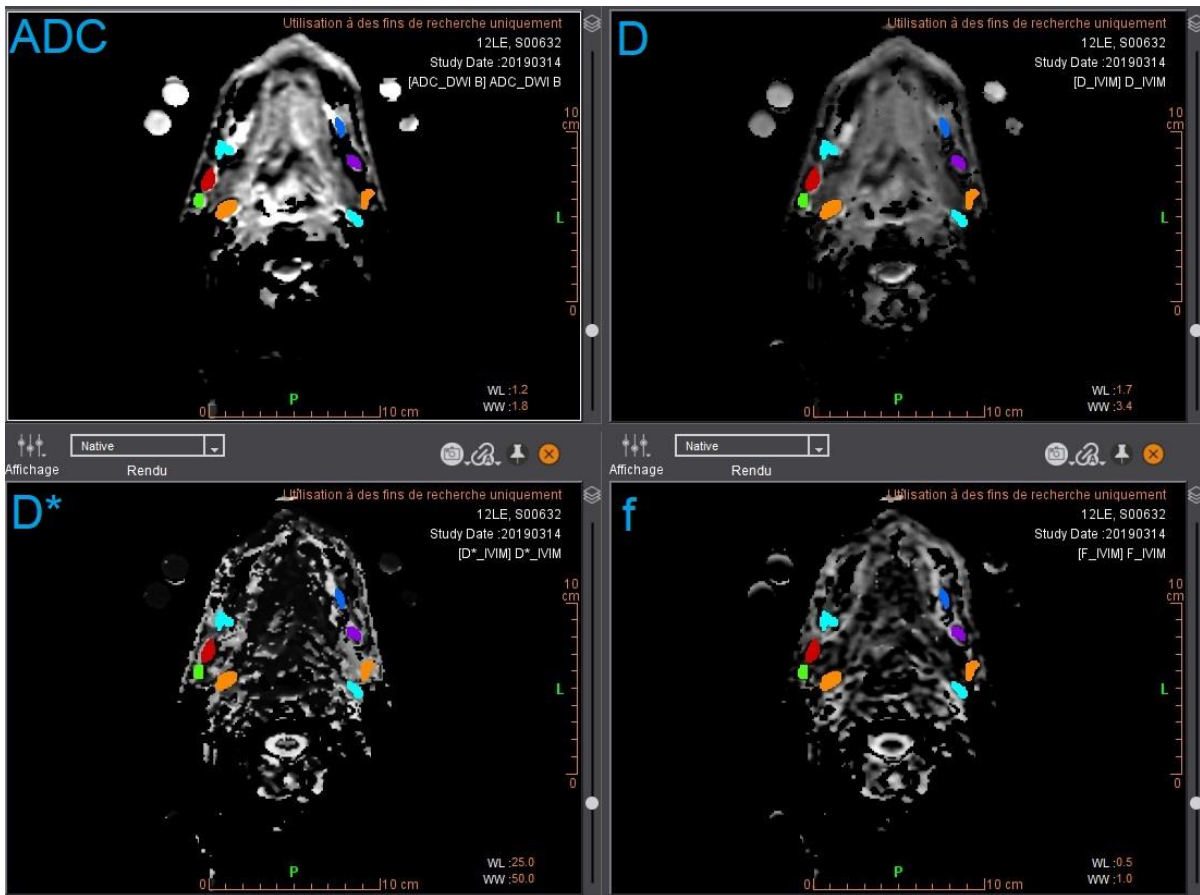 ADC
Utilisation à des fins de recherche uniquement
12LE, S00632
Study Date :20190314
[ADC_DWI B] ADC_DWI B
10
cm
L
0
P
0
10 cm
WL :1.2
WW :1.8
D
Utilisation à des fins de recherche uniquement
12LE, S00632
Study Date :20190314
[D_IVIM] D_IVIM
10
cm
L
0
P
0
10 cm
WL :1.7
WW :3.4
Affichage
Native
Rendu
Affichage
Native
Rendu
D*
Utilisation à des fins de recherche uniquement
12LE, S00632
Study Date :20190314
[D*_IVIM] D*_IVIM
10
cm
L
0
P
0
10 cm
WL :25.0
WW :50.0
f
Utilisation à des fins de recherche uniquement
12LE, S00632
Study Date :20190314
[F_IVIM] F_IVIM
10
cm
L
0
P
0
10 cm
WL :0.5
WW :1.0